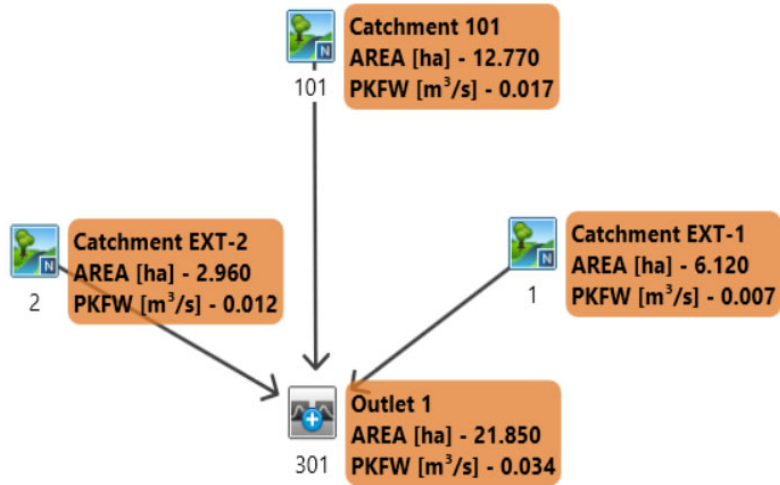 Catchment 101
AREA [ha] - 12.770
PKFW [m³/s] - 0.017
N
101
Catchment EXT-2
AREA [ha] - 2.960
PKFW [m³/s] - 0.012
N
2
Catchment EXT-1
AREA [ha] - 6.120
PKFW [m³/s] - 0.007
N
1
Outlet 1
AREA [ha] - 21.850
PKFW [m³/s] - 0.034
301